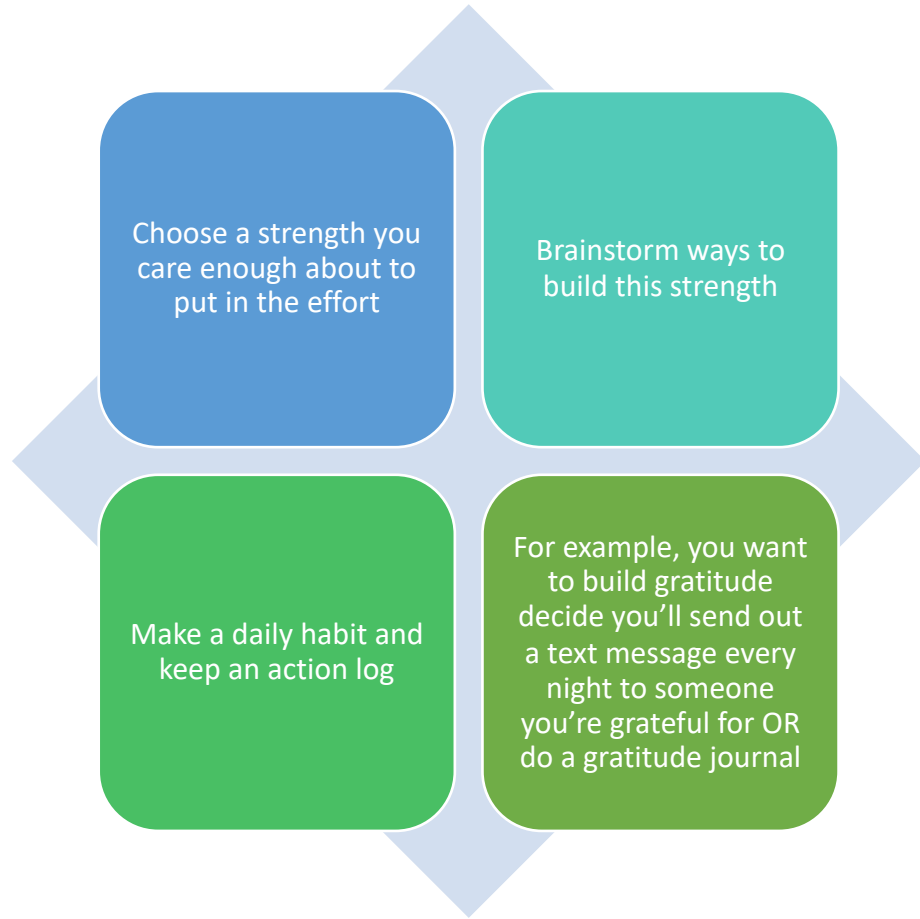 Choose a strength you
care enough about to
put in the effort
Brainstorm ways to
build this strength
Make a daily habit and
keep an action log
For example, you want
to build gratitude
decide you’ll send out
a text message every
night to someone
you’re grateful for OR
do a gratitude journal